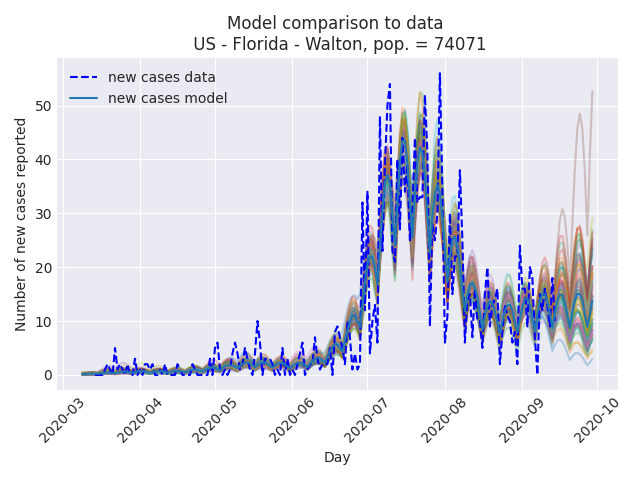 Model comparison to data
US - Florida - Walton, pop. = 74071
new cases data
new cases model
Number of new cases reported
50
40
30
20
10
0
2020-03
2020-04
2020-05
2020-06
2020-07
2020-08
2020-09
2020-10
Day